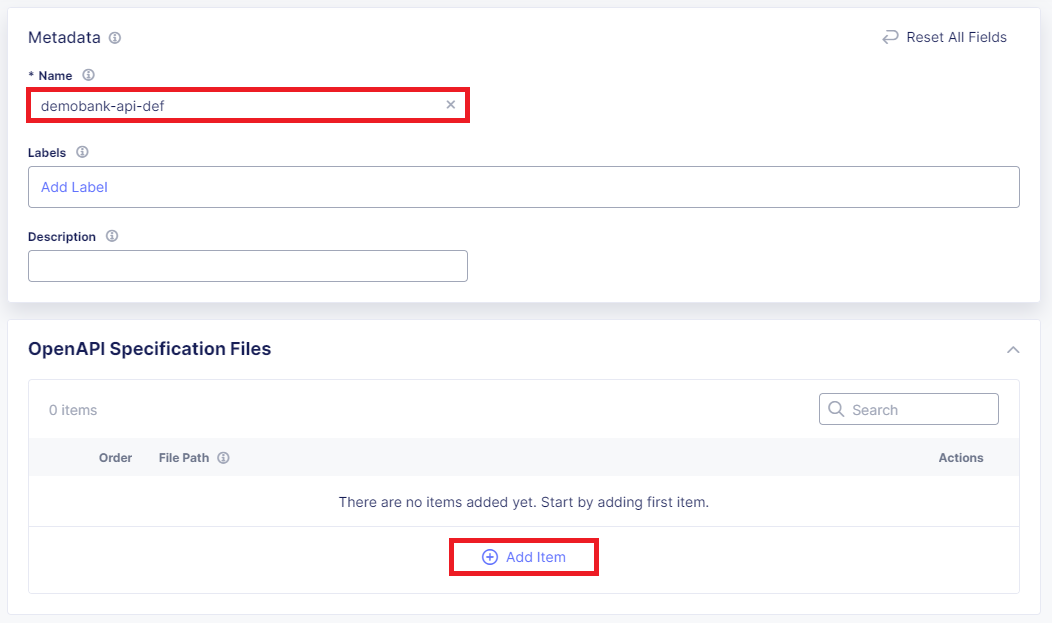 Metadata
Reset All Fields
* Name
demobank-api-def
Labels
Add Label
Description
OpenAPI Specification Files
0 items
Search
Order File Path Actions
There are no items added yet. Start by adding first item.
Add Item